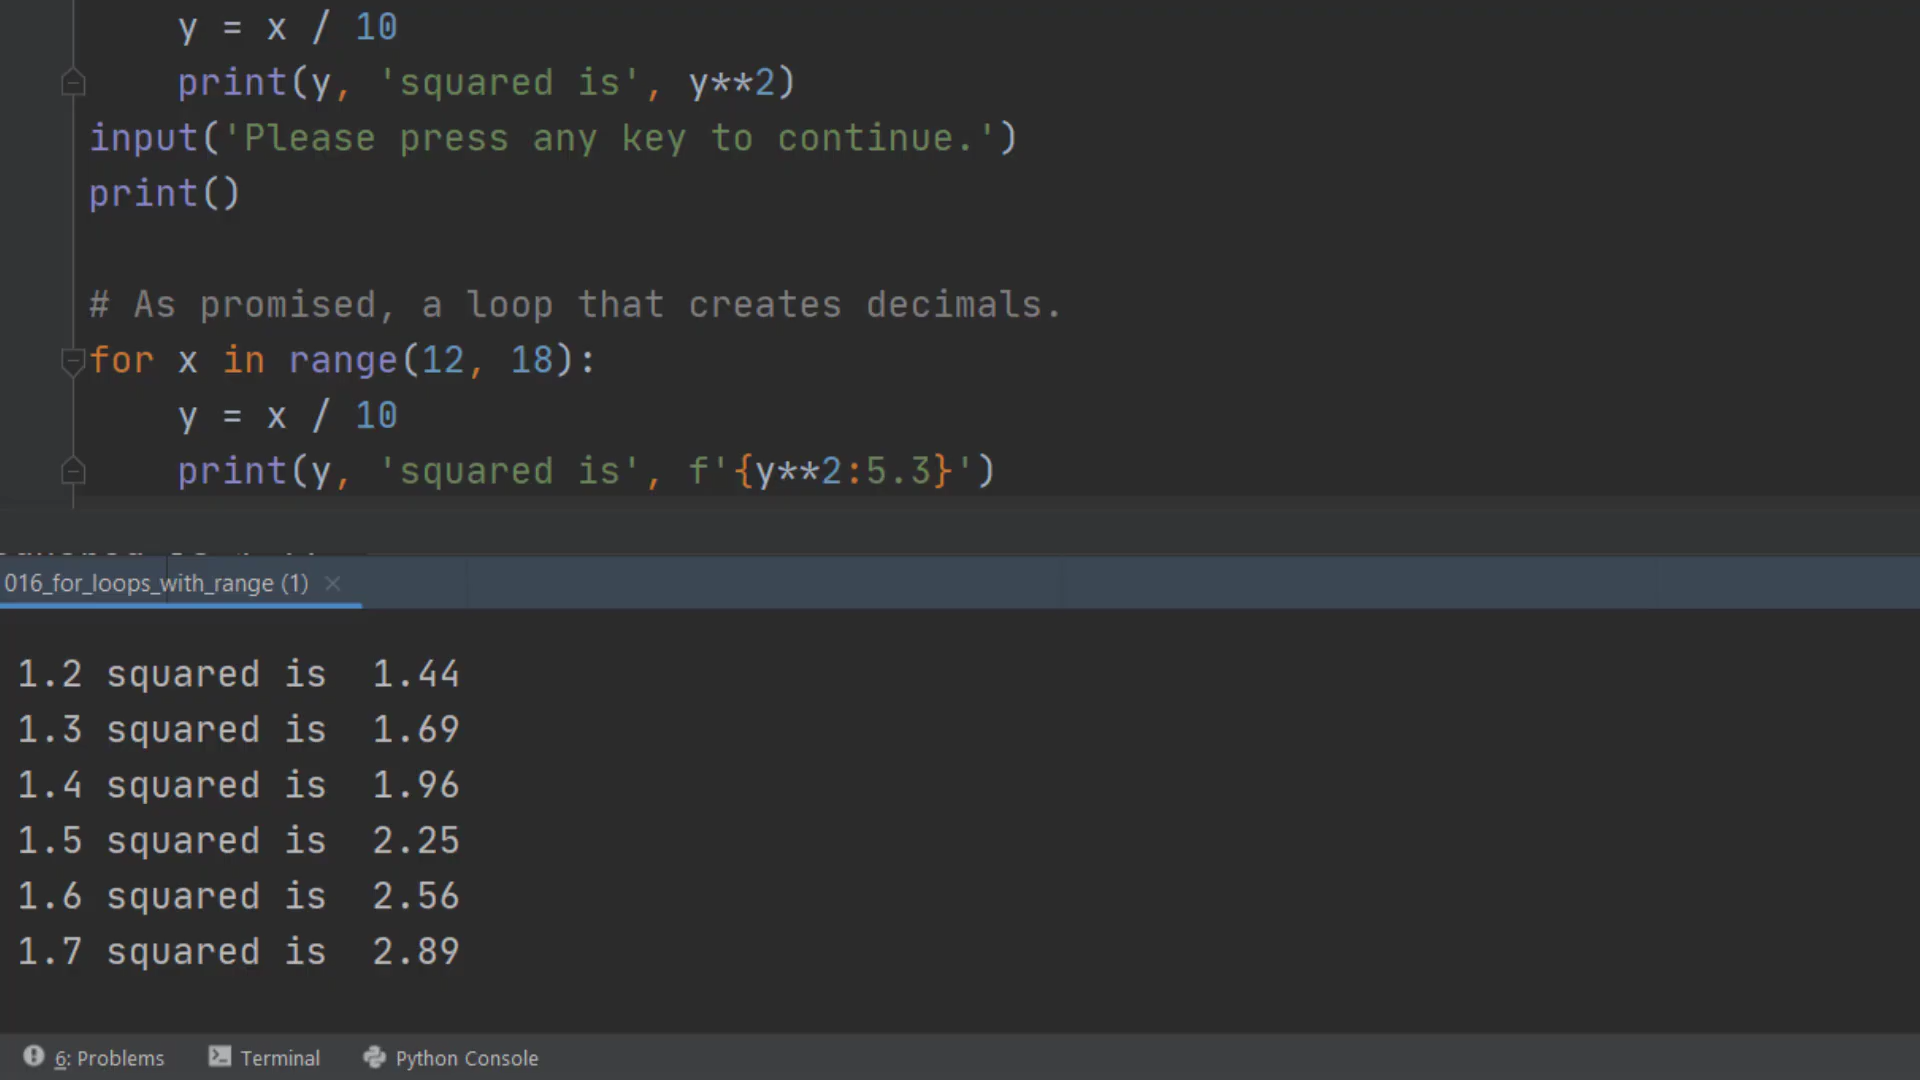 y = x / 10
print(y, 'squared is', y**2)
input('Please press any key to continue.')
print()
# As promised, a loop that creates decimals.
for x in range(12, 18):
y = x / 10
print(y, 'squared is', f'{y**2:5.3}')
016_for_loops_with_range (1)
1.2 squared is  1.44
1.3 squared is  1.69
1.4 squared is  1.96
1.5 squared is  2.25
1.6 squared is  2.56
1.7 squared is  2.89
6: Problems Terminal Python Console